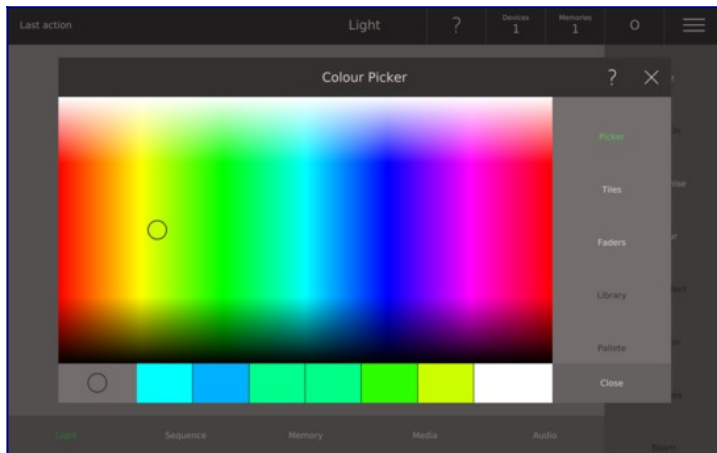 Last action
Light
?
Devices
1
Memories
1
O
Colour Picker
?
Picker
Tiles
Faders
Library
Pallete
Close
Light
Sequence
Memory
Media
Audio
Beam